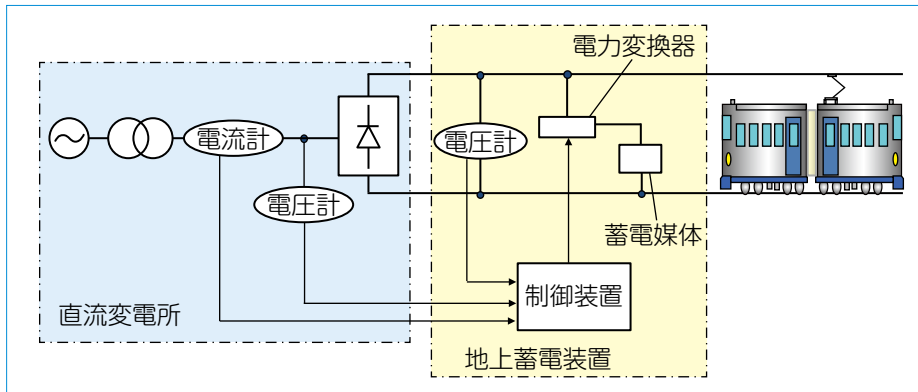 電力変換器
電流計
電圧計
電圧計
蓄電媒体
制御装置
直流変電所
地上蓄電装置